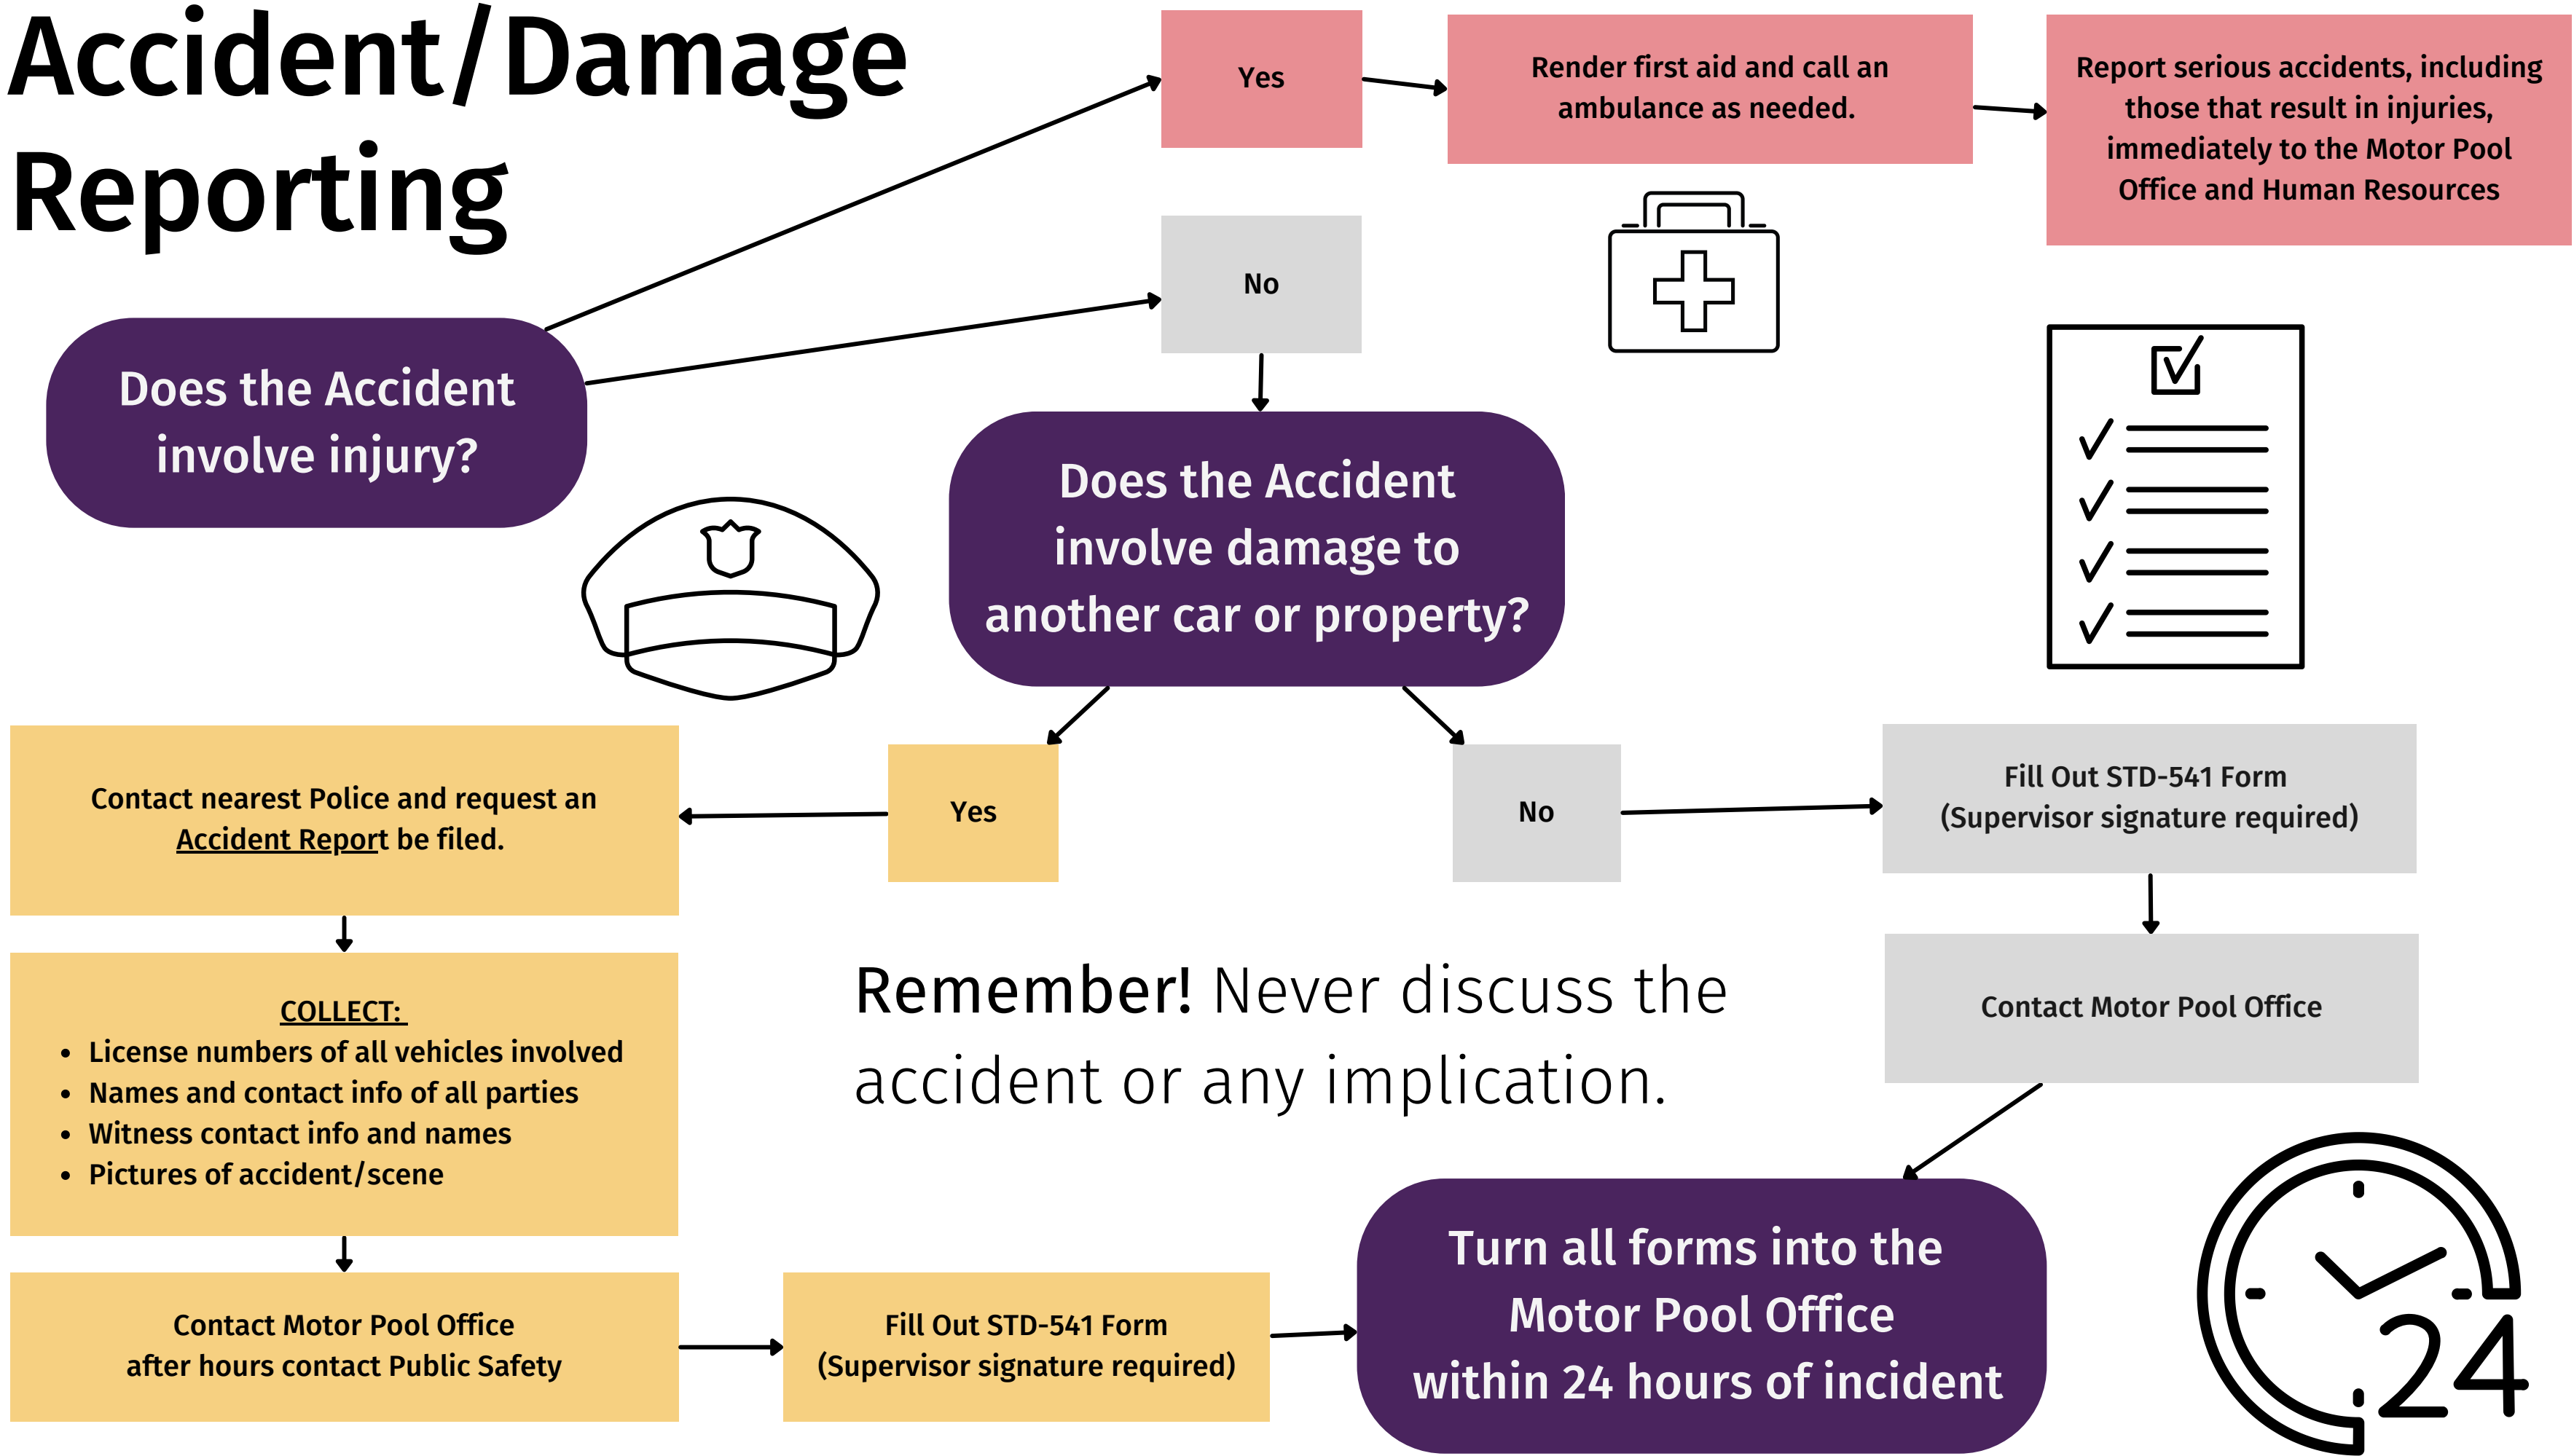 Accident/Damage
Reporting
Yes
Render first aid and call an
ambulance as needed.
Report serious accidents, including
those that result in injuries,
immediately to the Motor Pool
Office and Human Resources
No
Does the Accident
involve injury?
Does the Accident
involve damage to
another car or property?
Contact nearest Police and request an
Accident Report be filed.
Yes
No
Fill Out STD-541 Form
(Supervisor signature required)
COLLECT:
• License numbers of all vehicles involved
• Names and contact info of all parties
• Witness contact info and names
• Pictures of accident/scene
Remember! Never discuss the
accident or any implication.
Contact Motor Pool Office
Contact Motor Pool Office
after hours contact Public Safety
Fill Out STD-541 Form
(Supervisor signature required)
Turn all forms into the
Motor Pool Office
within 24 hours of incident
24